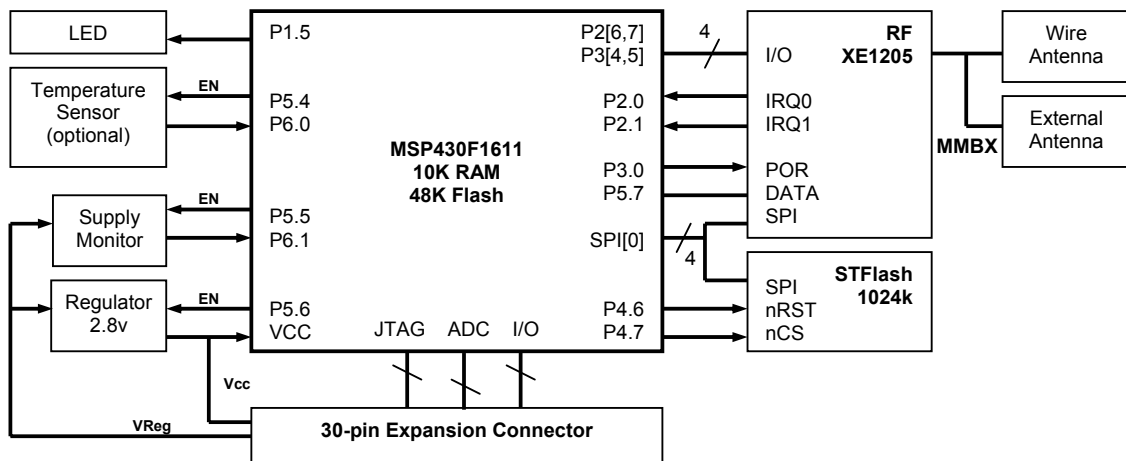 LED
Temperature
Sensor
(optional)
EN
Supply
Monitor
EN
Regulator
2.8v
EN
Vcc
VReg
P1.5
P5.4
P6.0
P5.5
P6.1
P5.6
VCC
MSP430F1611
10K RAM
48K Flash
JTAG ADC I/O
P2[6,7]
P3[4,5]
P2.0
P2.1
P3.0
P5.7
SPI[0]
P4.6
P4.7
4
4
RF
XE1205
I/O
IRQ0
IRQ1
POR
DATA
SPI
STFlash
1024k
SPI
nRST
nCS
Wire
Antenna
External
Antenna
MMBX
30-pin Expansion Connector